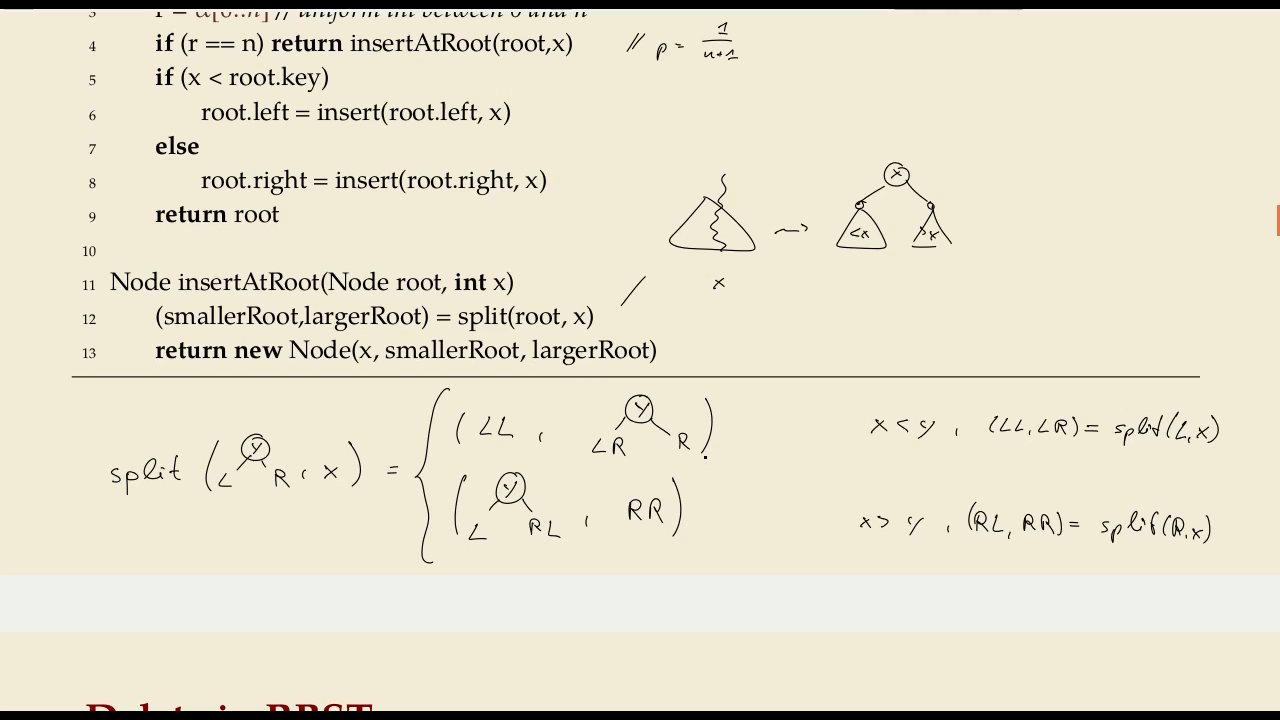 4 if (r == n) return insertAtRoot(root,x) // p = 1/n+1
5 if (x < root.key)
6 root.left = insert(root.left, x)
7 else
8 root.right = insert(root.right, x)
9 return root
10
11 Node insertAtRoot(Node root, int x)
12 (smallerRoot,largerRoot) = split(root, x)
13 return new Node(x, smallerRoot, largerRoot)
x
x
<x >x
split (L y R, x) =
(LL, y LR R) x < y, (LL,LR) = split(L,x)
(y L RL, RR) x > y, (RL, RR) = split(R,x)